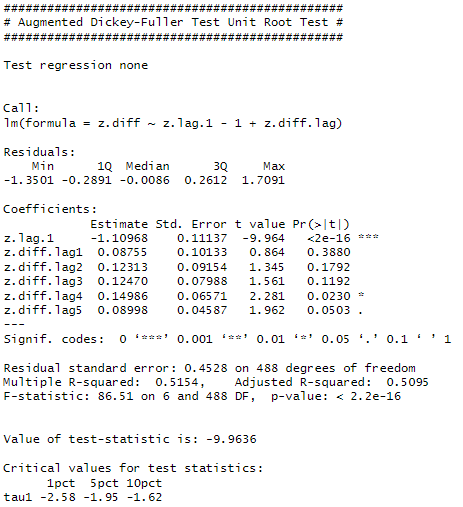 ###############################################
# Augmented Dickey-Fuller Test Unit Root Test #
###############################################
Test regression none
Call:
lm(formula = z.diff ~ z.lag.1 - 1 + z.diff.lag)
Residuals:
    Min      1Q  Median      3Q     Max
-1.3501 -0.2891 -0.0086  0.2612  1.7091
Coefficients:
            Estimate Std. Error t value Pr(>|t|)
z.lag.1     -1.10968    0.11137  -9.964   <2e-16 ***
z.diff.lag1  0.08755    0.10133   0.864   0.3880
z.diff.lag2  0.12313    0.09154   1.345   0.1792
z.diff.lag3  0.12470    0.07988   1.561   0.1192
z.diff.lag4  0.14986    0.06571   2.281   0.0230 *
z.diff.lag5  0.08998    0.04587   1.962   0.0503 .
---
Signif. codes:  0 ‘***’ 0.001 ‘**’ 0.01 ‘*’ 0.05 ‘.’ 0.1 ‘ ’ 1
Residual standard error: 0.4528 on 488 degrees of freedom
Multiple R-squared:  0.5154,    Adjusted R-squared:  0.5095
F-statistic: 86.51 on 6 and 488 DF,  p-value: < 2.2e-16
Value of test-statistic is: -9.9636
Critical values for test statistics:
      1pct  5pct 10pct
tau1 -2.58 -1.95 -1.62